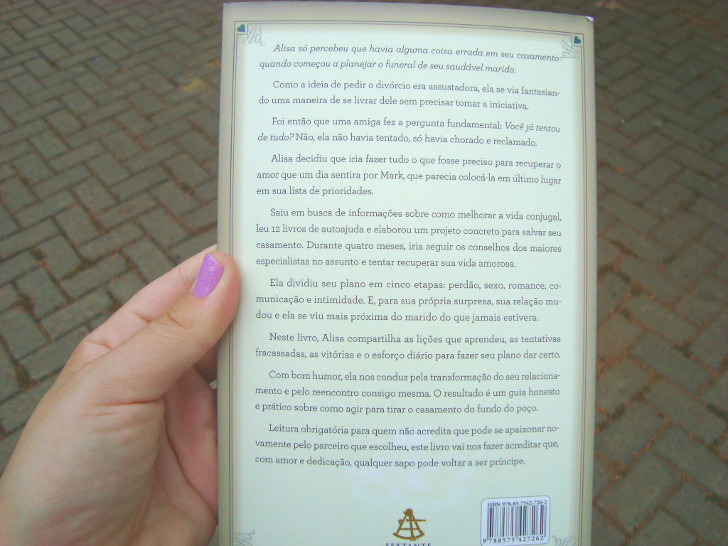 Alisa só percebeu que havia alguma coisa errada em seu casamento
quando começou a planejar o funeral de seu saudável marido.
Como a ideia de pedir o divórcio era assustadora, ela se via fantasian-
do uma maneira de se livrar dele sem precisar tomar a iniciativa.
Foi então que uma amiga fez a pergunta fundamental: Você já tentou
de tudo? Não, ela não havia tentado, só havia chorado e reclamado.
Alisa decidiu que iria fazer tudo o que fosse preciso para recuperar o
amor que um dia sentira por Mark, que parecia colocá-la em último lugar
em sua lista de prioridades.
Saiu em busca de informações sobre como melhorar a vida conjugal,
leu 12 livros de autoajuda e elaborou um projeto concreto para salvar seu
casamento. Durante quatro meses, iria seguir os conselhos dos maiores
especialistas no assunto e tentar recuperar sua vida amorosa.
Ela dividiu seu plano em cinco etapas: perdão, sexo, romance, co-
municação e intimidade. E, para sua própria surpresa, sua relação mu-
dou e ela se viu mais próxima do marido do que jamais estivera.
Neste livro, Alisa compartilha as lições que aprendeu, as tentativas
fracassadas, as vitórias e o esforço diário para fazer seu plano dar certo.
Com bom humor, ela nos conduz pela transformação do seu relaciona-
mento e pelo reencontro consigo mesma. O resultado é um guia honesto
e prático sobre como agir para tirar o casamento do fundo do poço.
Leitura obrigatória para quem não acredita que pode se apaixonar no-
vamente pelo parceiro que escolheu, este livro vai nos fazer acreditar que,
com amor e dedicação, qualquer sapo pode voltar a ser príncipe.
ISBN 978-85-7542-726-2
9788575427262
SEXTANTE